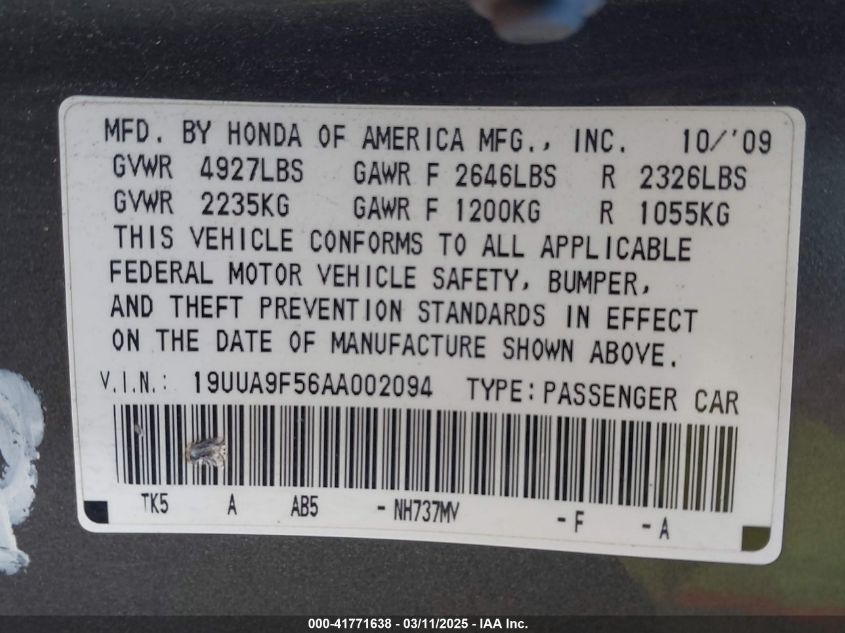 MFD. BY HONDA OF AMERICA MFG., INC. 10/'09
GVWR 4927LBS GAWR F 2646LBS R 2326LBS
GVWR 2235KG GAWR F 1200KG R 1055KG
THIS VEHICLE CONFORMS TO ALL APPLICABLE
FEDERAL MOTOR VEHICLE SAFETY, BUMPER,
AND THEFT PREVENTION STANDARDS IN EFFECT
ON THE DATE OF MANUFACTURE SHOWN ABOVE.
V.I.N.: 19UUA9F56AA002094 TYPE: PASSENGER CAR
TK5 A AB5 - NH737MV - F - A
000-41771638 - 03/11/2025 - IAA Inc.